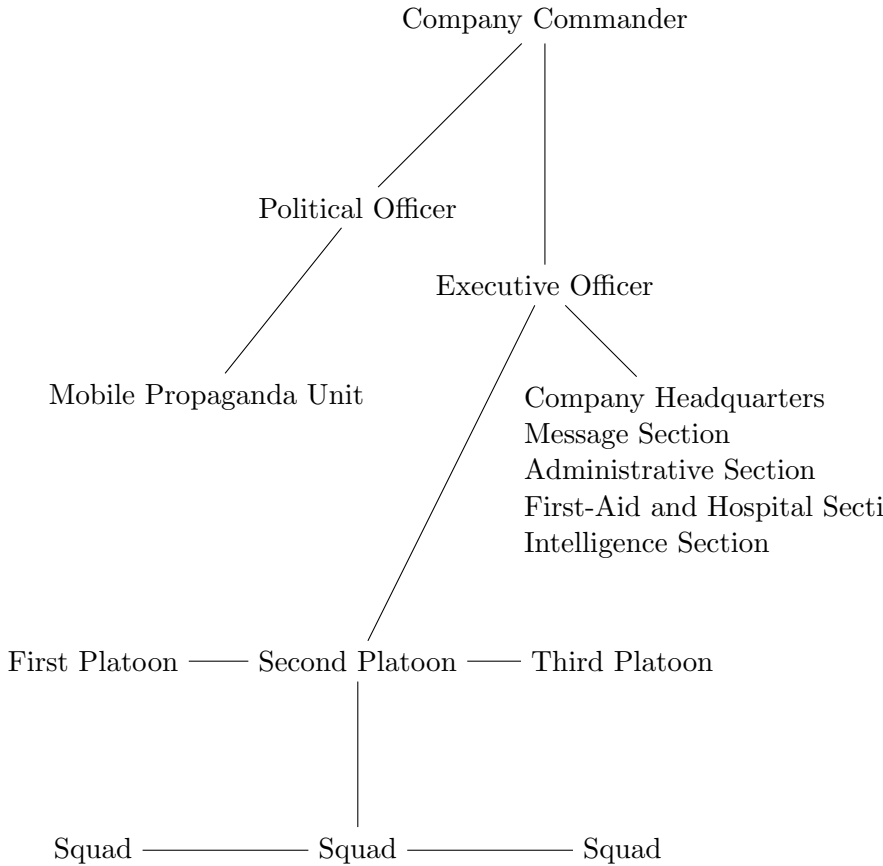 Company Commander
Political Officer
Executive Officer
Mobile Propaganda Unit
Company Headquarters
Message Section
Administrative Section
First-Aid and Hospital Secti
Intelligence Section
First Platoon Second Platoon Third Platoon
Squad Squad Squad